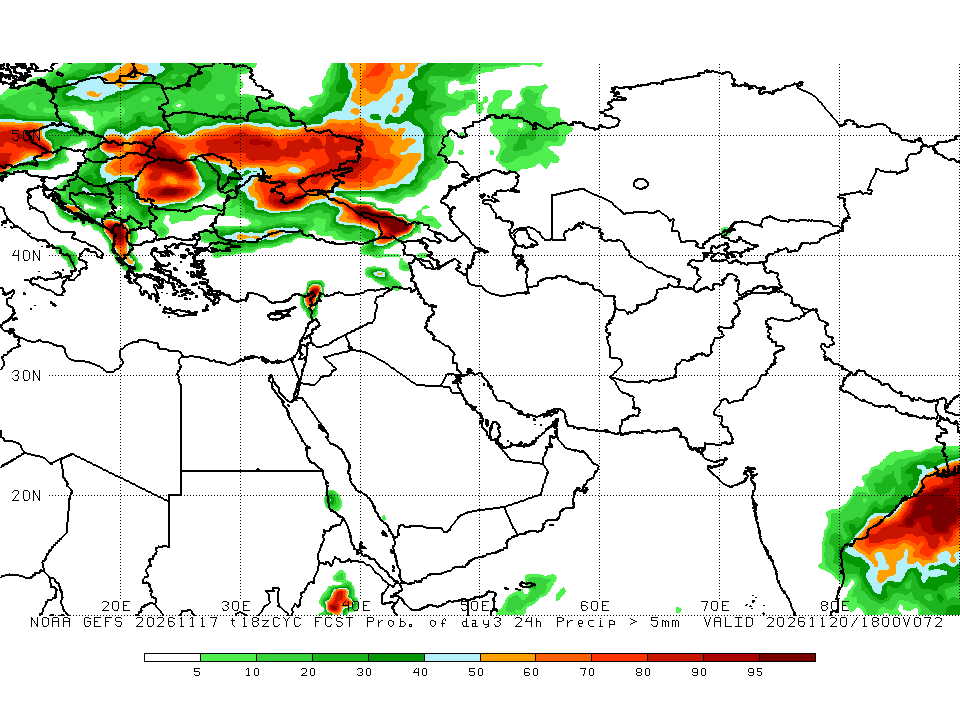 50N
40N
30N
20N
20E 30E 40E 50E 60E 70E 80E
NOAA GEFS 20261117 t18zCYC FCST Prob. of day3 24h Precip > 5mm VALID 20261120/1800V072
5 10 20 30 40 50 60 70 80 90 95